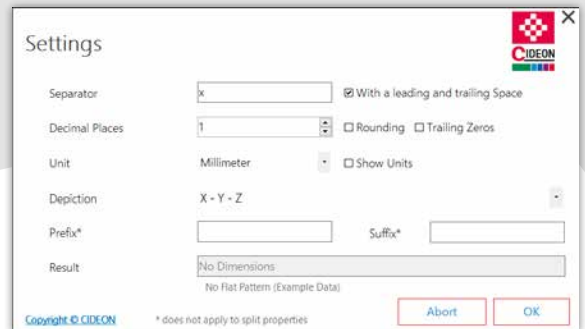 Settings
CIDEON
Separator x With a leading and trailing Space
Decimal Places 1 Rounding Trailing Zeros
Unit Millimeter Show Units
Depiction X - Y - Z
Prefix* Suffix*
Result No Dimensions
No Flat Pattern (Example Data)
Copyright © CIDEON * does not apply to split properties Abort OK